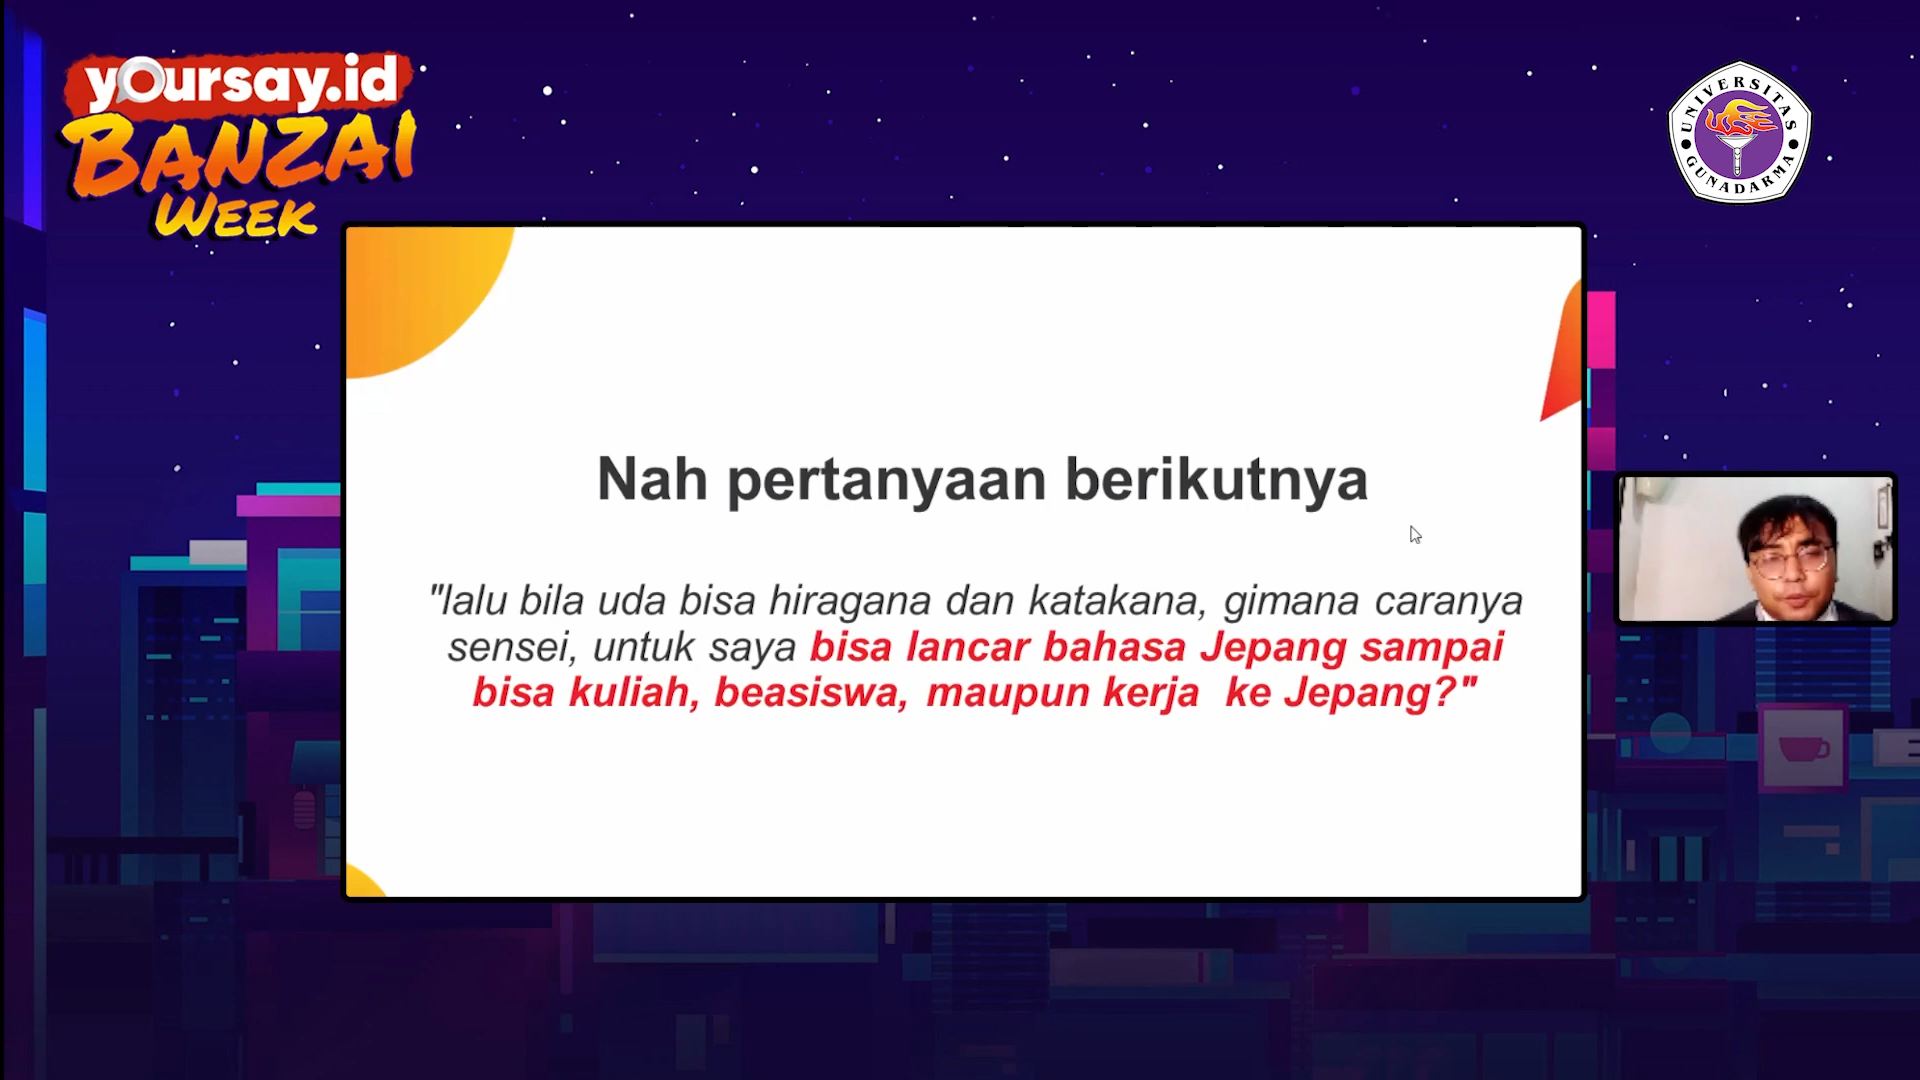 yoursay.id
BANZAI
WEEK
UNIVERSITAS
GUNADARMA
Nah pertanyaan berikutnya
"lalu bila uda bisa hiragana dan katakana, gimana caranya
sensei, untuk saya bisa lancar bahasa Jepang sampai
bisa kuliah, beasiswa, maupun kerja  ke Jepang?"